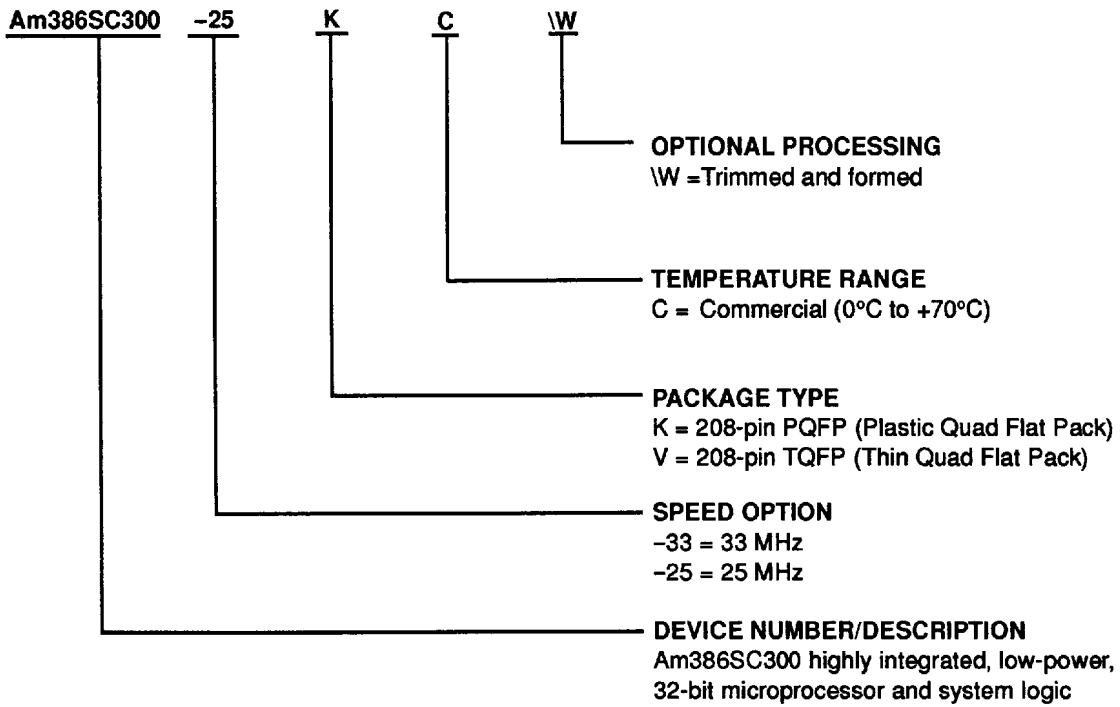 Am386SC300 –25 K C \W
OPTIONAL PROCESSING
\W =Trimmed and formed
TEMPERATURE RANGE
C = Commercial (0°C to +70°C)
PACKAGE TYPE
K = 208-pin PQFP (Plastic Quad Flat Pack)
V = 208-pin TQFP (Thin Quad Flat Pack)
SPEED OPTION
–33 = 33 MHz
–25 = 25 MHz
DEVICE NUMBER/DESCRIPTION
Am386SC300 highly integrated, low-power,
32-bit microprocessor and system logic